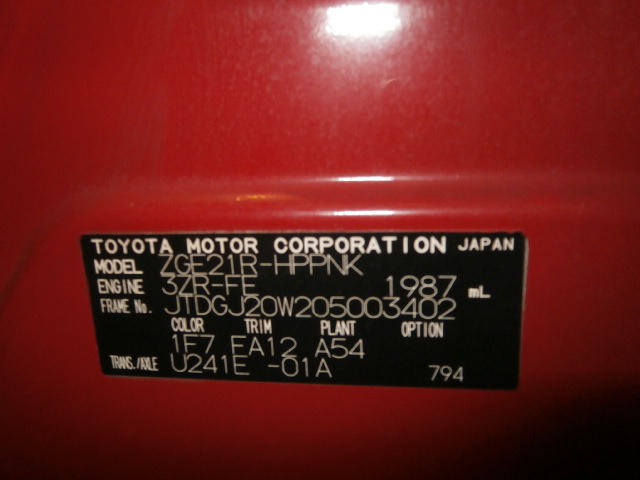 TOYOTA MOTOR CORPORATION JAPAN
MODEL ZGE21R-HPPNK
ENGINE 3ZR-FE 1987 mL
FRAME No. JTDGJ20W205003402
COLOR TRIM PLANT OPTION
1F7 FA12 A54
TRANS./AXLE U241E -01A 794